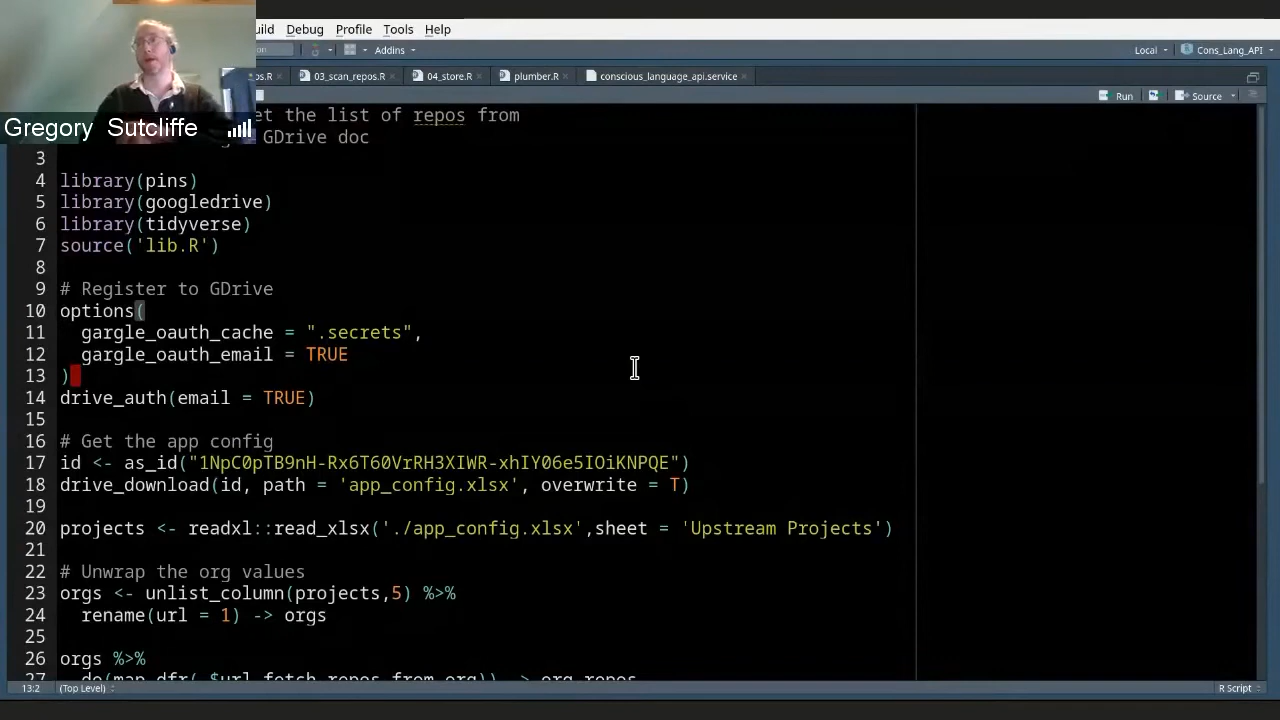 uild Debug Profile Tools Help
Addins Local Cons_Lang_API
os.R 03_scan_repos.R 04_store.R plumber.R conscious_language_api.service
Run Source
Gregory Sutcliffe
et the list of repos from
GDrive doc
3
4 library(pins)
5 library(googledrive)
6 library(tidyverse)
7 source('lib.R')
8
9 # Register to GDrive
10 options(
11 gargle_oauth_cache = ".secrets",
12 gargle_oauth_email = TRUE
13 )
14 drive_auth(email = TRUE)
15
16 # Get the app config
17 id <- as_id("1NpC0pTB9nH-Rx6T60VrRH3XIWR-xhIY06e5IOiKNPQE")
18 drive_download(id, path = 'app_config.xlsx', overwrite = T)
19
20 projects <- readxl::read_xlsx('./app_config.xlsx',sheet = 'Upstream Projects')
21
22 # Unwrap the org values
23 orgs <- unlist_column(projects,5) %>%
24 rename(url = 1) -> orgs
25
26 orgs %>%
27 do(map_dfr(.$url,fetch_repos_from_org)) -> org_repos
13:2 (Top Level) R Script